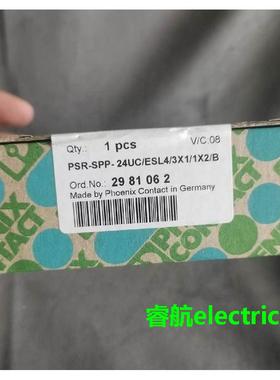 Qty.: 1 pcs V/C:08
PSR-SPP- 24UC/ESL4/3X1/1X2/B
Ord.No.: 29 81 06 2
Made by Phoenix Contact in Germany
睿航electric